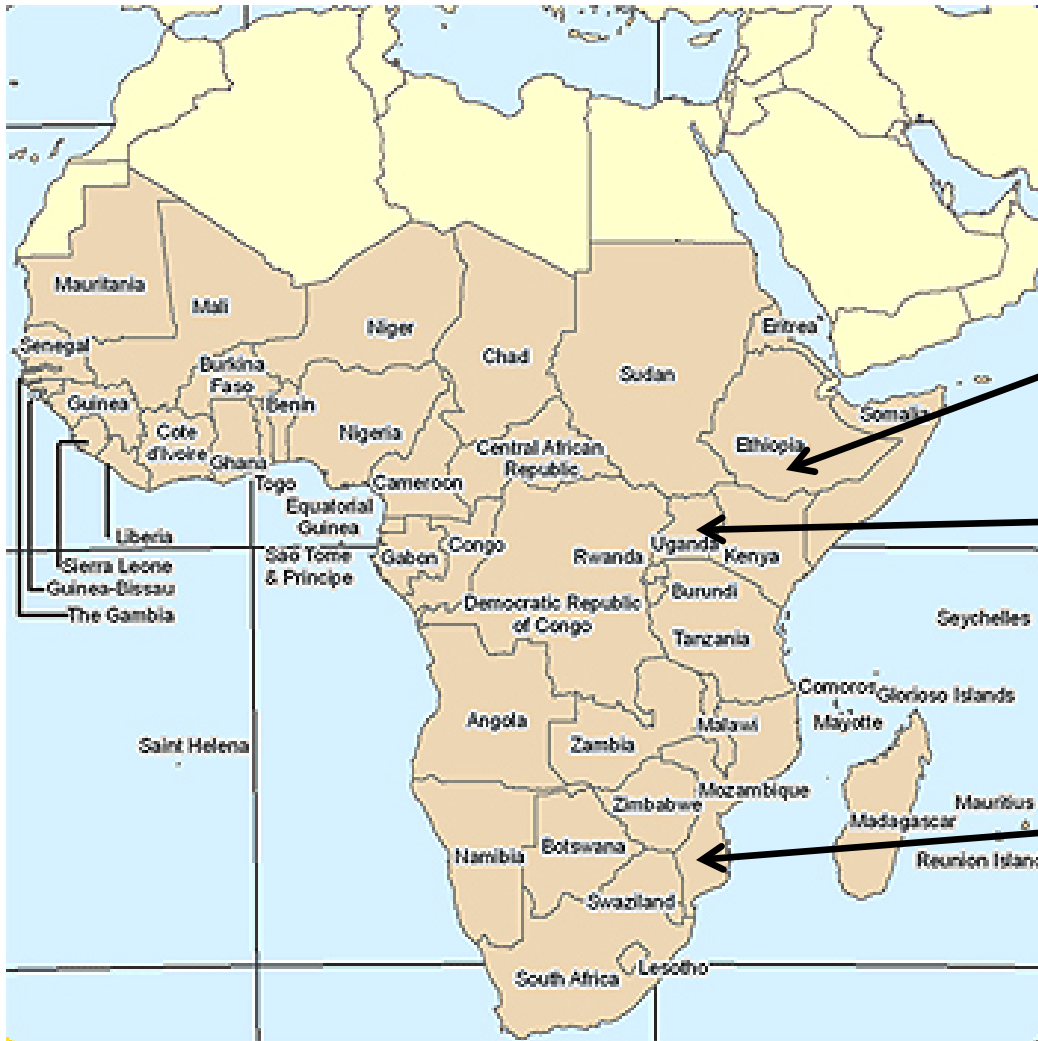 Mauritania
Mali
Niger
Chad
Sudan
Eritrea
Senegal
Burkina
Faso
Guinea
Benin
Nigeria
Cote
d'Ivoire
Ghana
Togo
Central African
Republic
Ethiopia
Somalia
Cameroon
Equatorial
Guinea
Liberia
Sierra Leone
Guinea-Bissau
The Gambia
Sao Tome
& Principe
Gabon
Congo
Rwanda
Uganda
Kenya
Burundi
Democratic Republic
of Congo
Tanzania
Seychelles
Comoros
Glorioso Islands
Mayotte
Angola
Zambia
Malawi
Saint Helena
Mozambique
Zimbabwe
Mauritius
Madagascar
Reunion Islan
Namibia
Botswana
Swaziland
South Africa
Lesotho